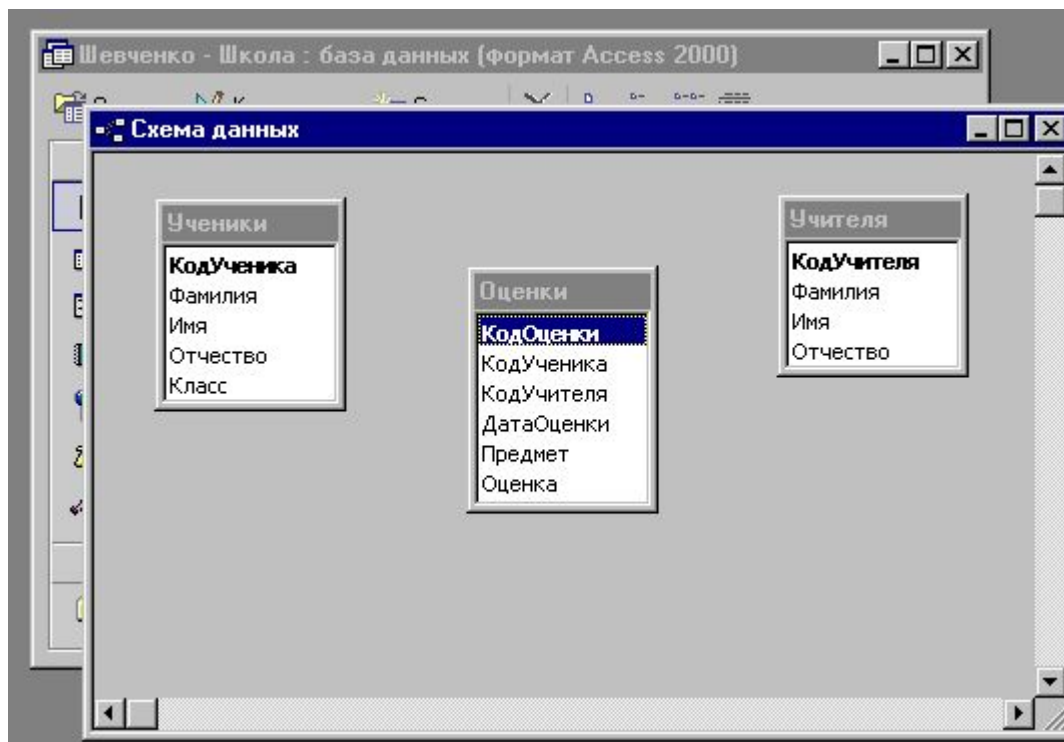 Шевченко - Школа : база данных (формат Access 2000)
Схема данных
Ученики
КодУченика
Фамилия
Имя
Отчество
Класс
Оценки
КодОценки
КодУченика
КодУчителя
ДатаОценки
Предмет
Оценка
Учителя
КодУчителя
Фамилия
Имя
Отчество